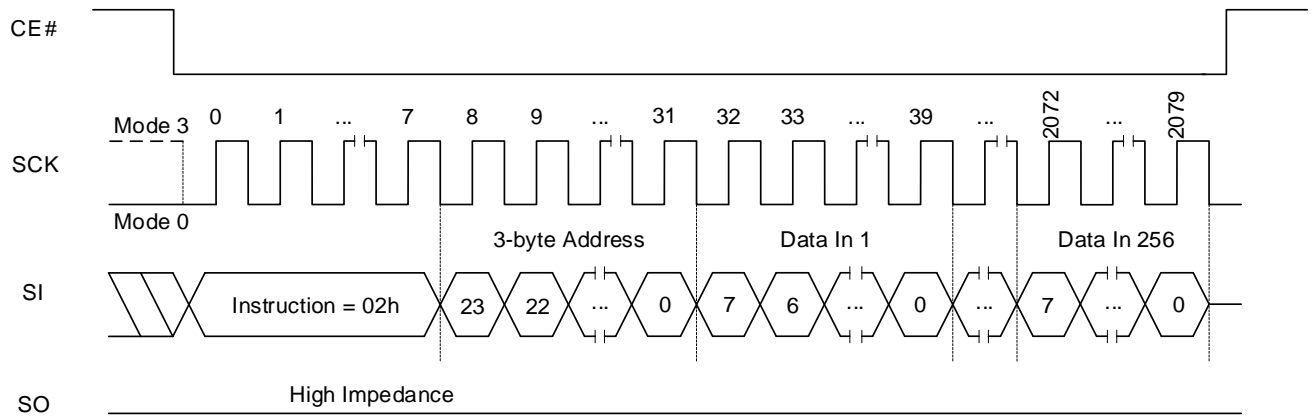 CE#
0 1 ... 7 8 9 ... 31 32 33 ... 39 ... 2072 ... 2079
Mode 3
SCK
Mode 0
3-byte Address Data In 1 Data In 256
SI Instruction = 02h 23 22 ... 0 7 6 ... 0 ... 7 ... 0
High Impedance
SO